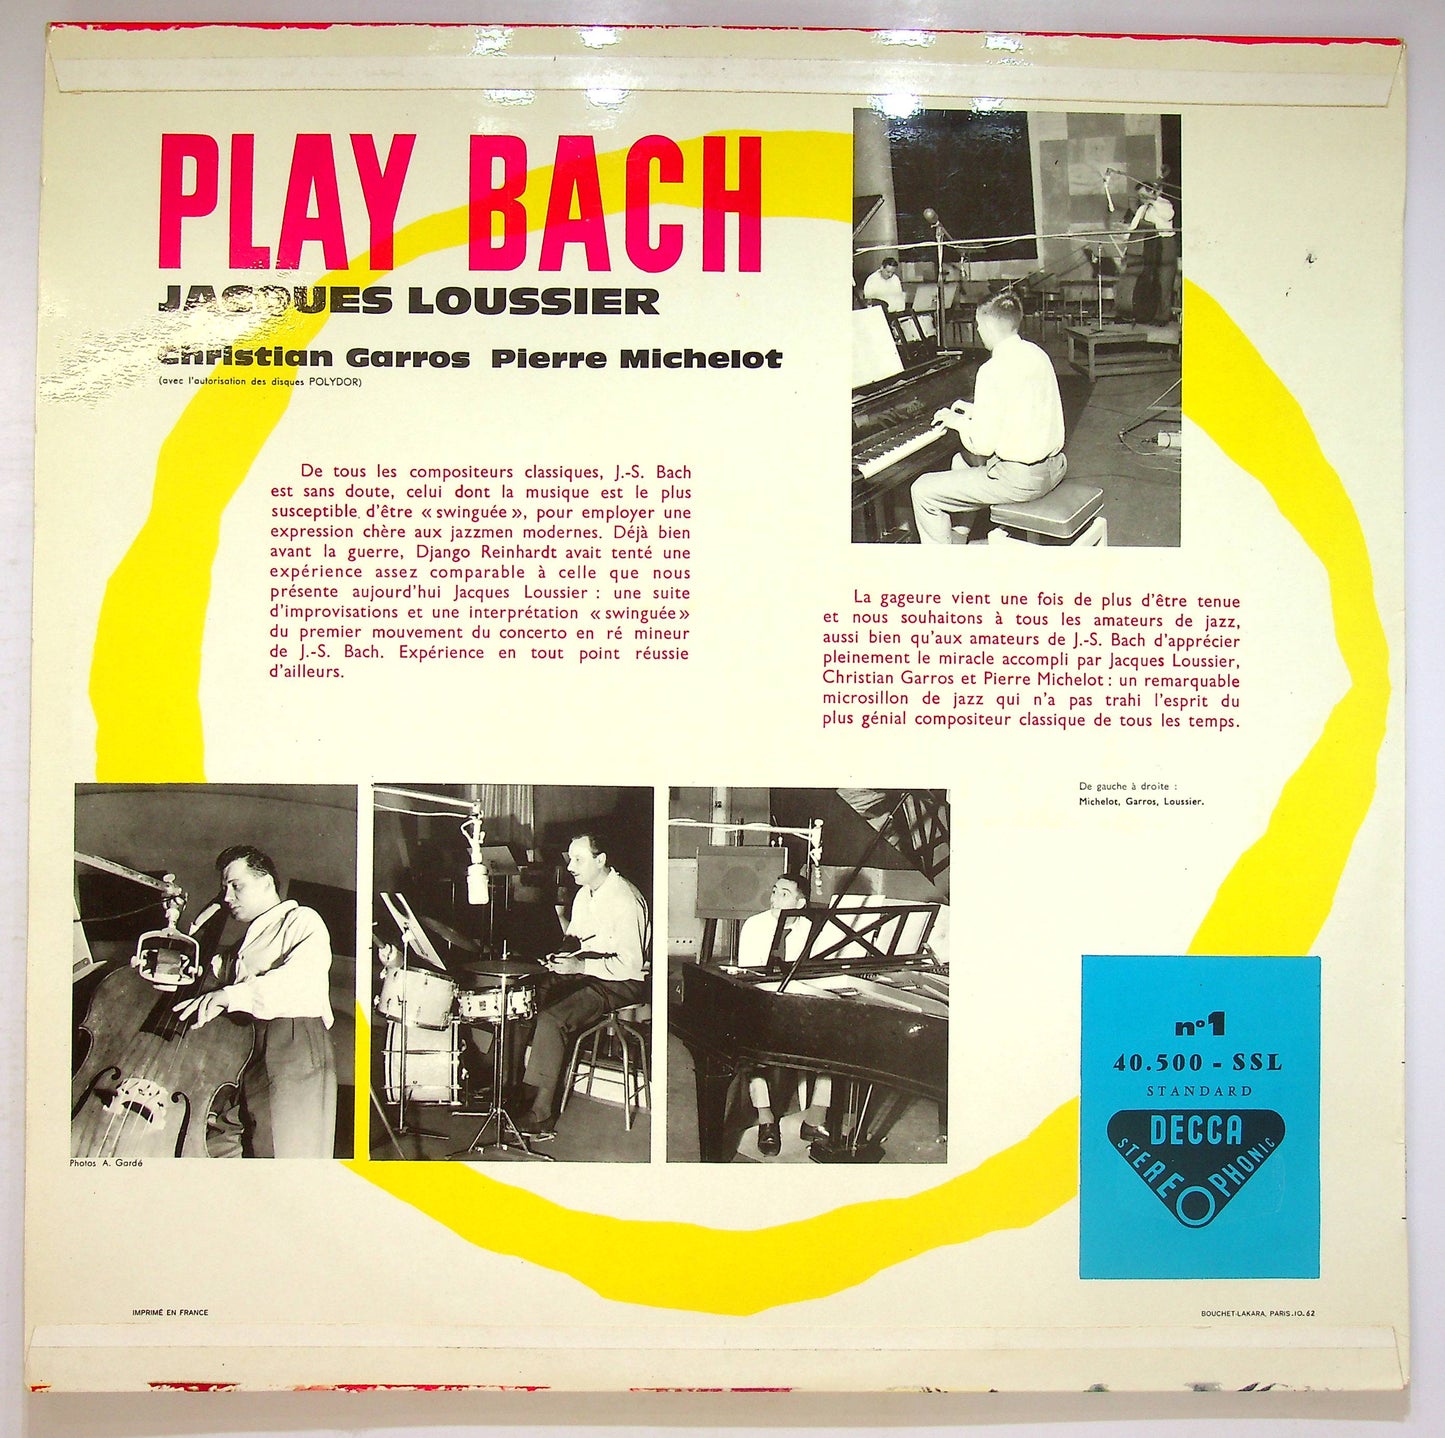 PLAY BACH
JACQUES LOUSSIER
Christian Garros Pierre Michelot
(avec l'autorisation des disques POLYDOR)
De tous les compositeurs classiques, J.-S. Bach
est sans doute, celui dont la musique est le plus
susceptible d'être « swinguée », pour employer une
expression chère aux jazzmen modernes. Déjà bien
avant la guerre, Django Reinhardt avait tenté une
expérience assez comparable à celle que nous
présente aujourd'hui Jacques Loussier : une suite
d'improvisations et une interprétation « swinguée »
du premier mouvement du concerto en ré mineur
de J.-S. Bach. Expérience en tout point réussie
d'ailleurs.
La gageure vient une fois de plus d'être tenue
et nous souhaitons à tous les amateurs de jazz,
aussi bien qu'aux amateurs de J.-S. Bach d'apprécier
pleinement le miracle accompli par Jacques Loussier,
Christian Garros et Pierre Michelot : un remarquable
microsillon de jazz qui n'a pas trahi l'esprit du
plus génial compositeur classique de tous les temps.
De gauche à droite :
Michelot, Garros, Loussier.
Photos A. Gardé
n°1
40.500 - SSL
STANDARD
DECCA
STEREOPHONIC
IMPRIMÉ EN FRANCE
BOUCHET-LAKARA, PARIS-10.62